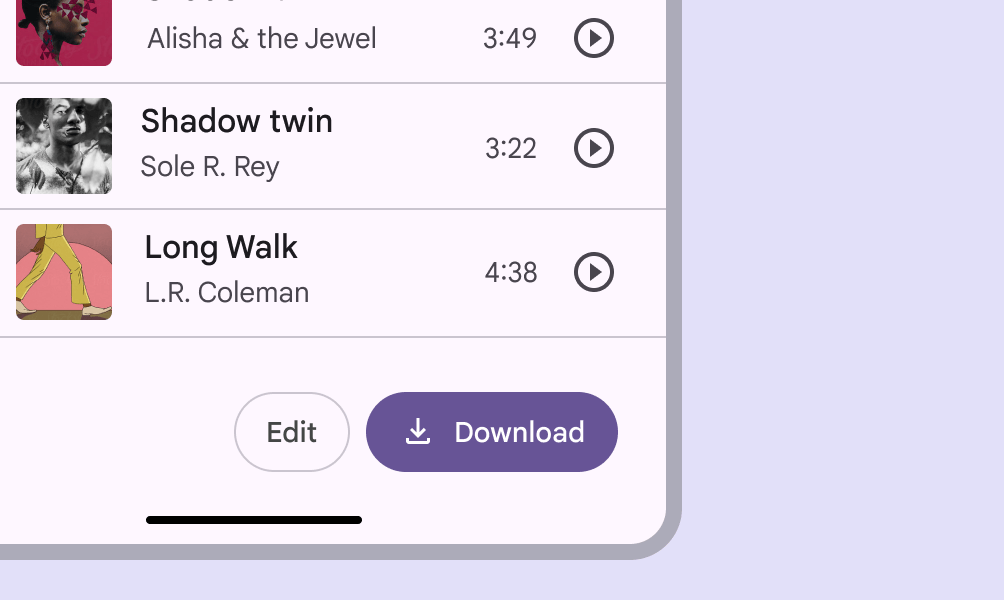 Alisha & the Jewel
3:49
Shadow twin
Sole R. Rey
3:22
Long Walk
L.R. Coleman
4:38
Edit
Download